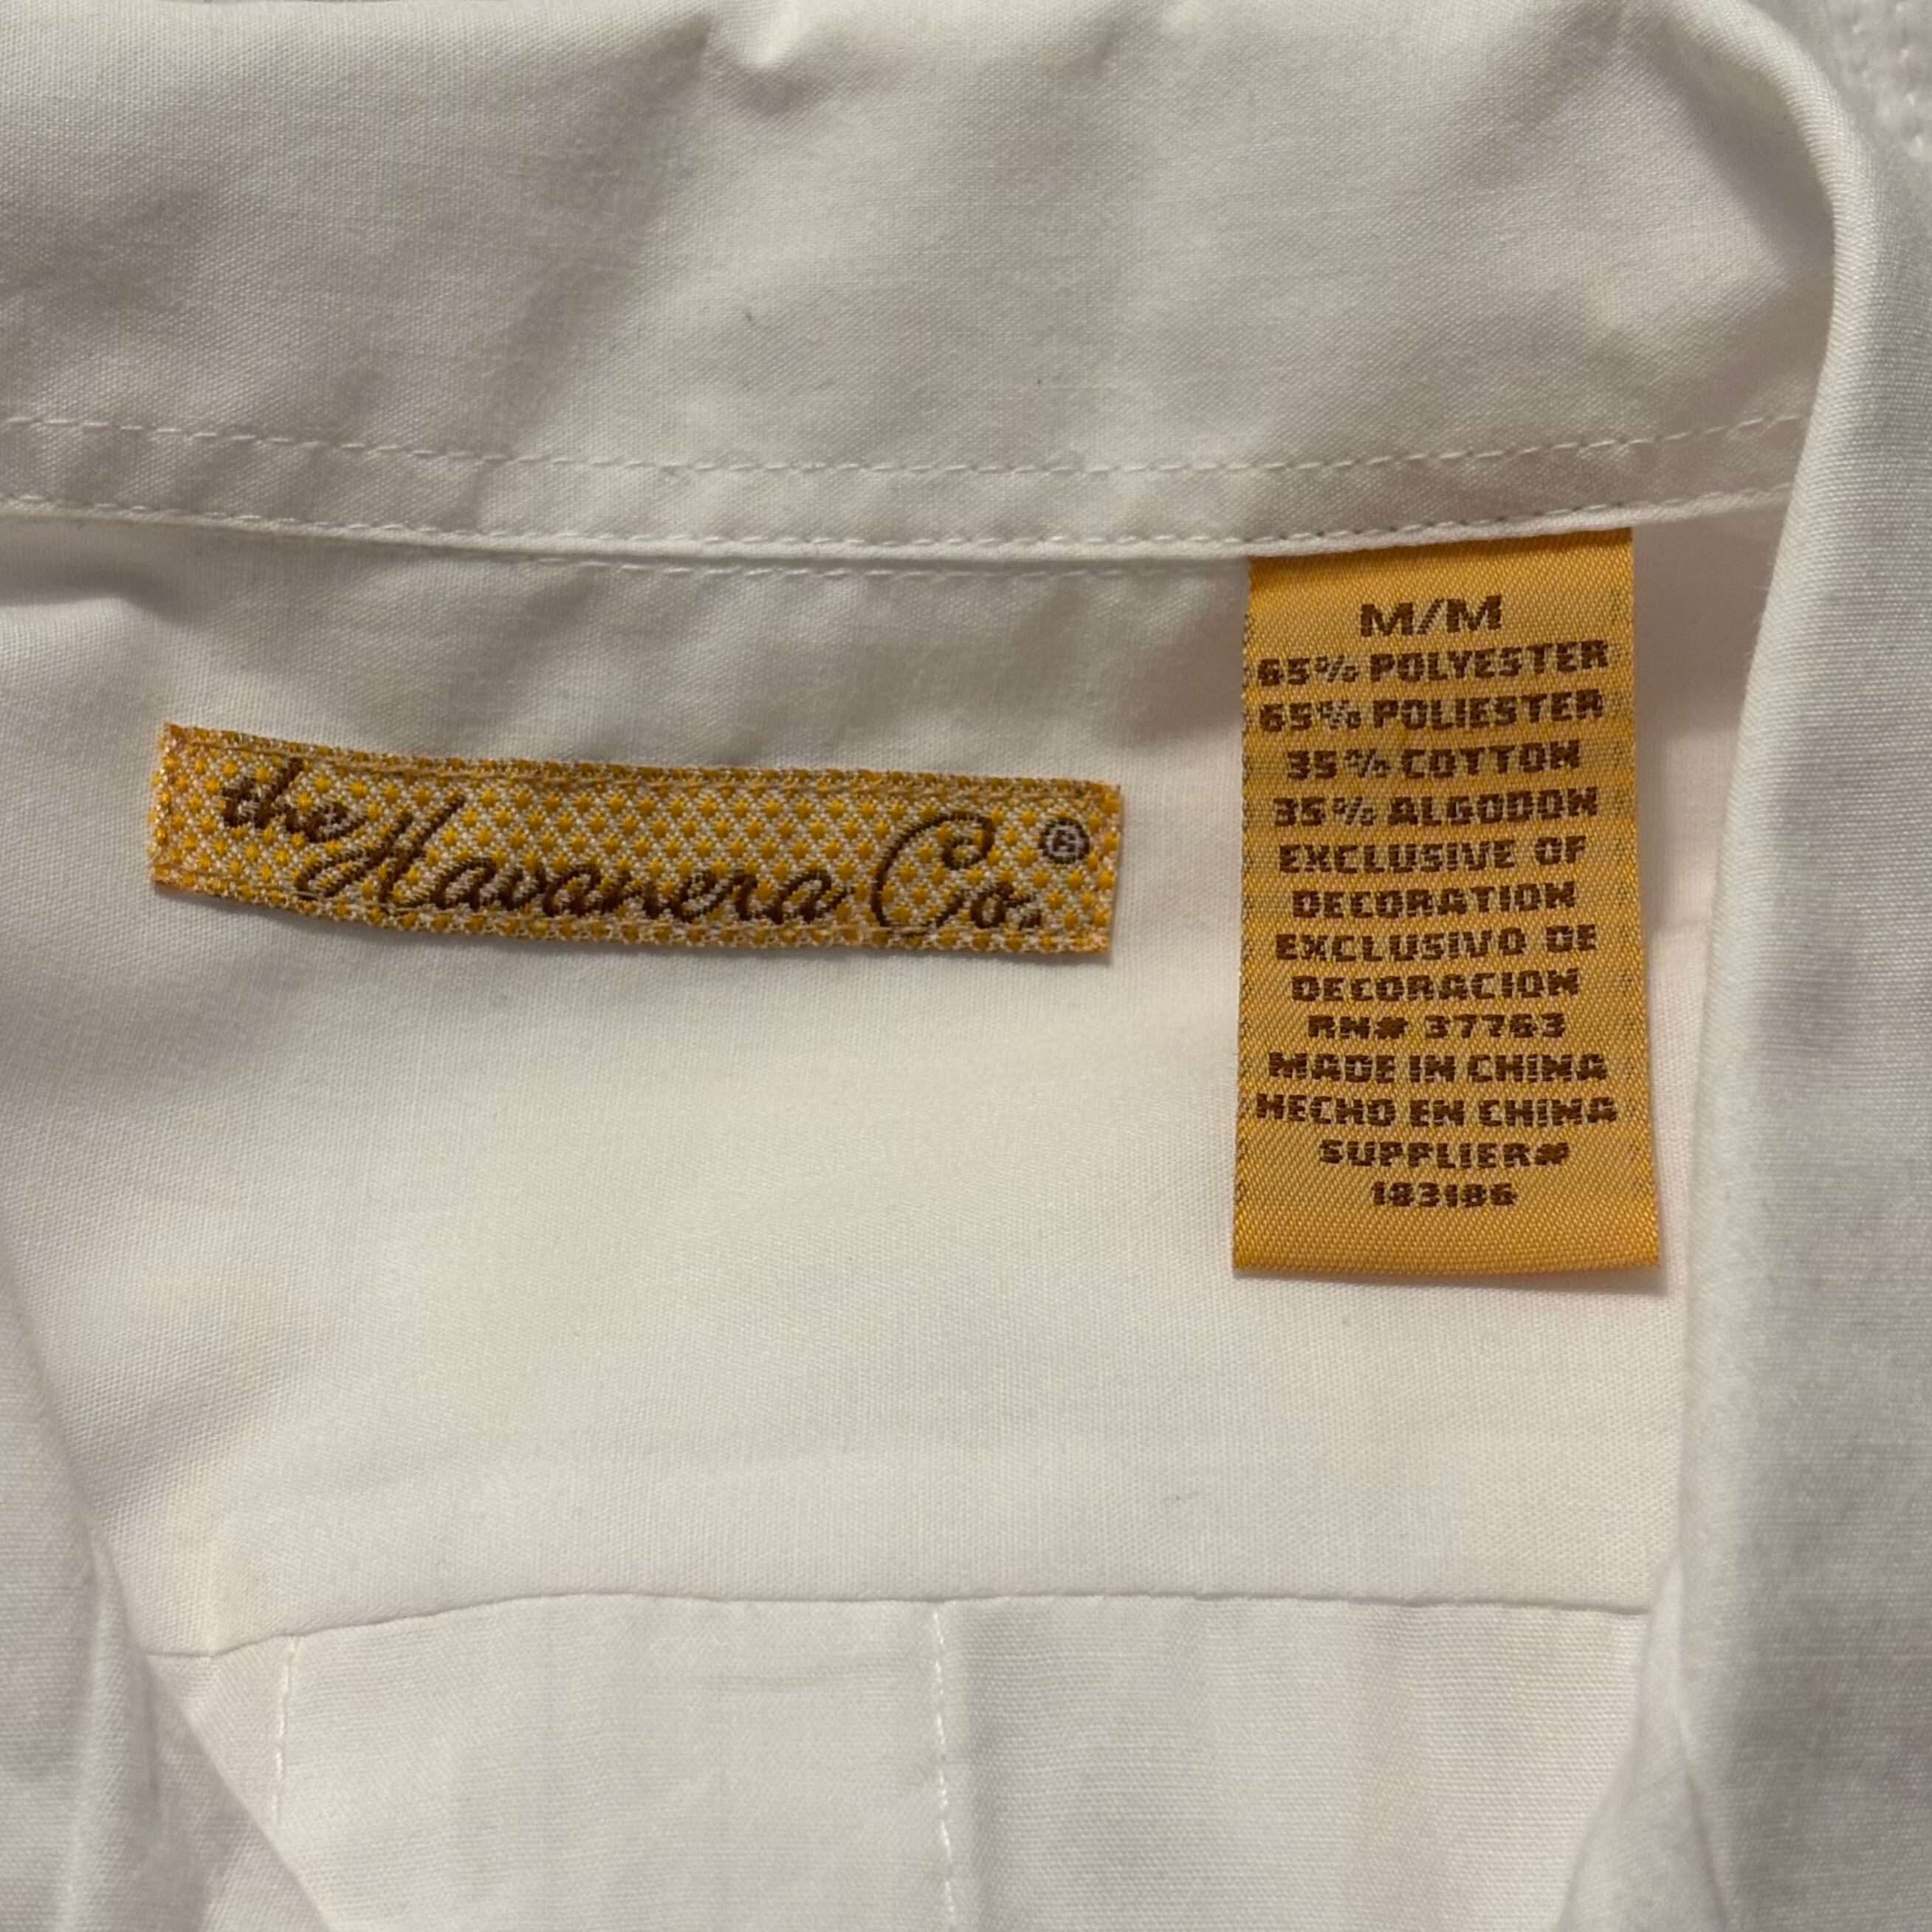 the Havanera Co.®
M/M
65% POLYESTER
65% POLIESTER
35% COTTON
35% ALGODON
EXCLUSIVE OF
DECORATION
EXCLUSIVO DE
DECORACION
RN# 37763
MADE IN CHINA
HECHO EN CHINA
SUPPLIER#
183186